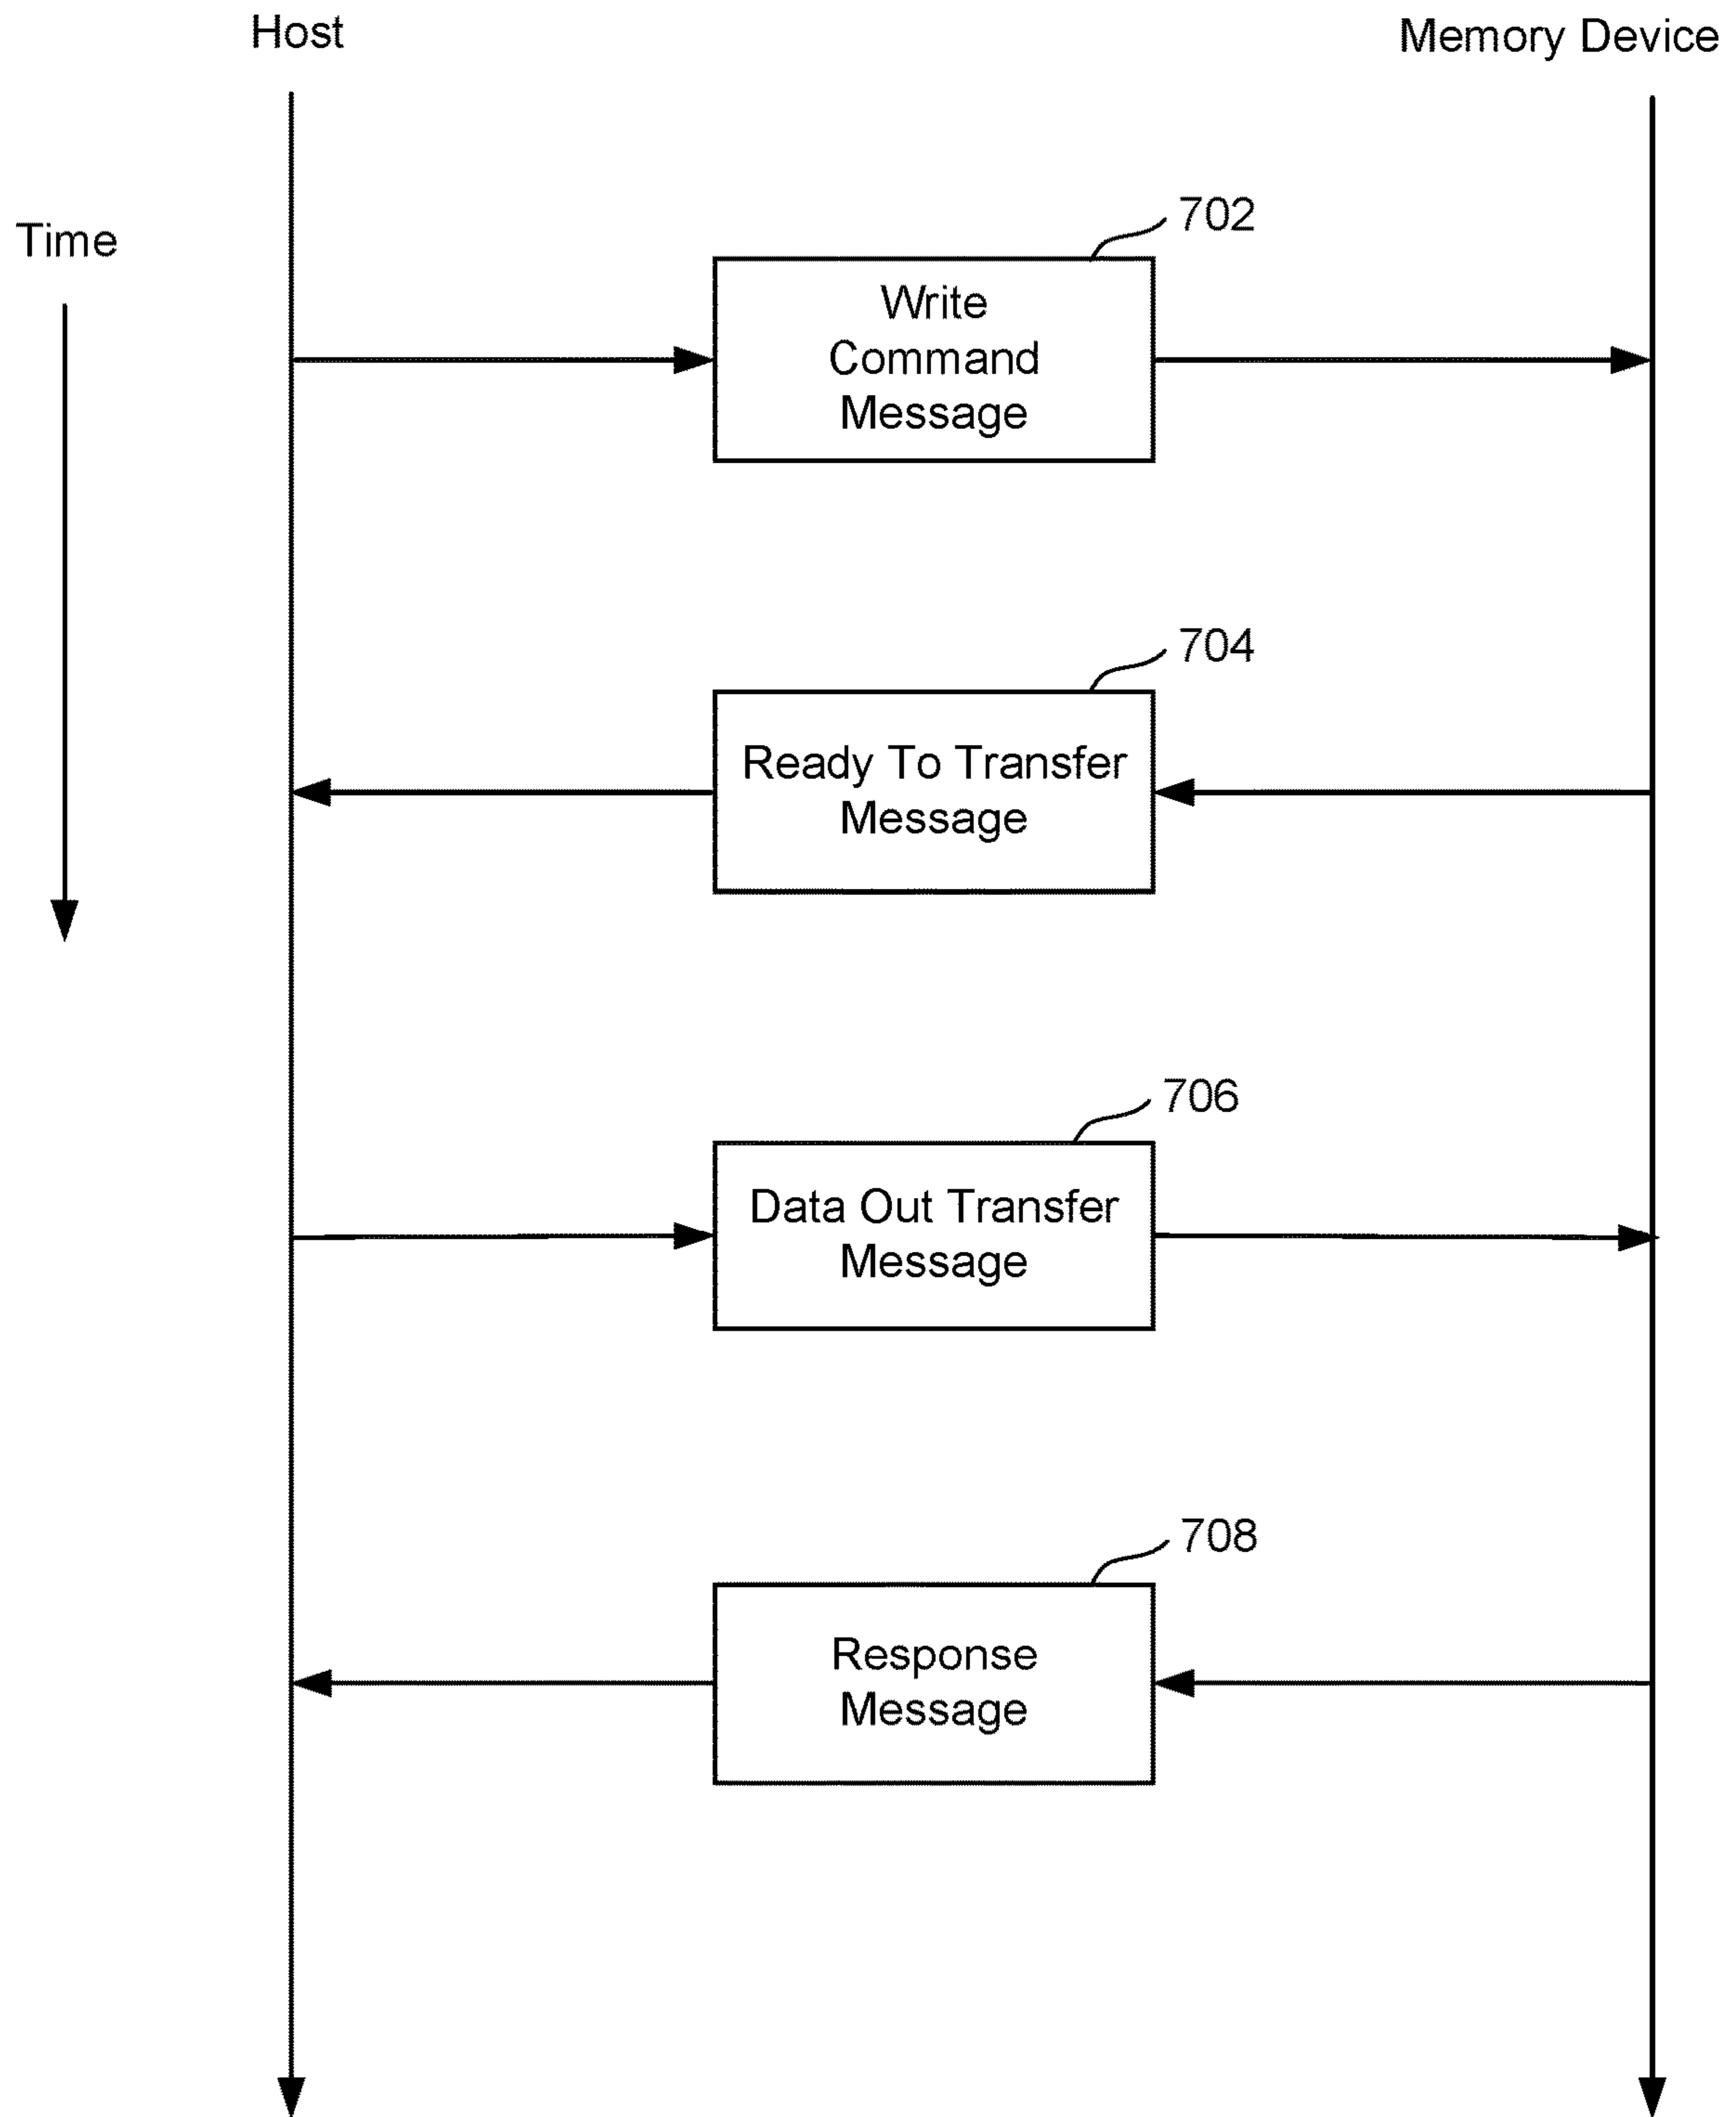 Host
Memory Device
Time
702
Write
Command
Message
704
Ready To Transfer
Message
706
Data Out Transfer
Message
708
Response
Message